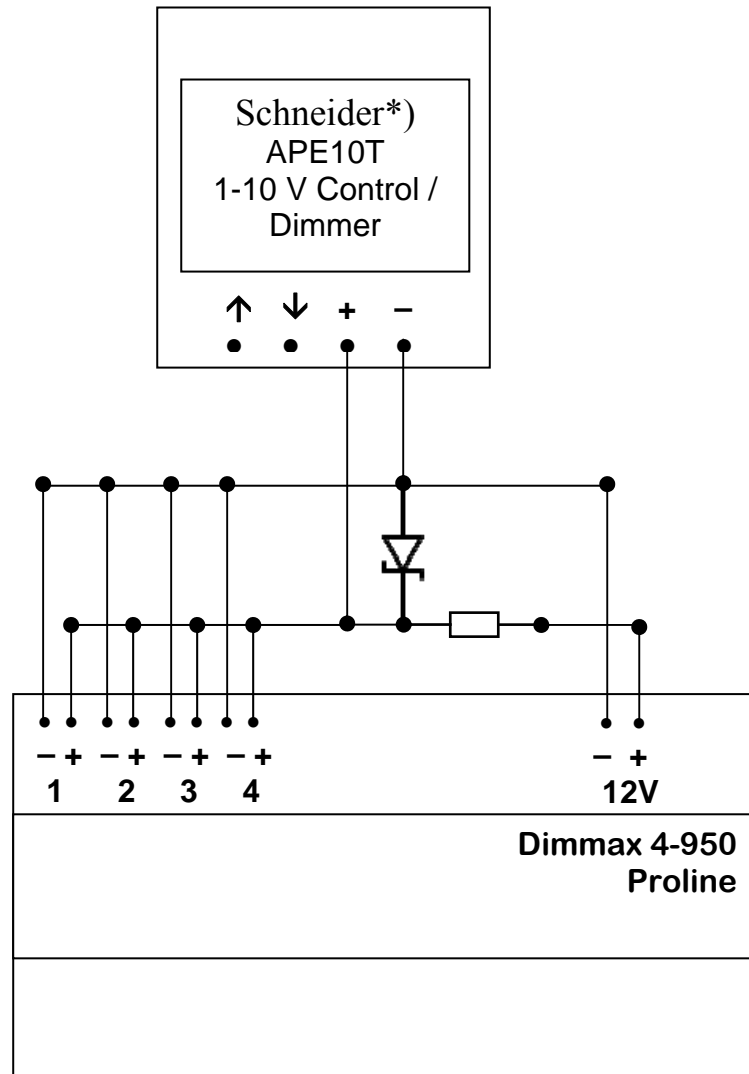 Schneider*)
APE10T
1-10 V Control /
Dimmer
↑ ↓ + –
– + – + – + – + – +
1 2 3 4 12V
Dimmax 4-950
Proline